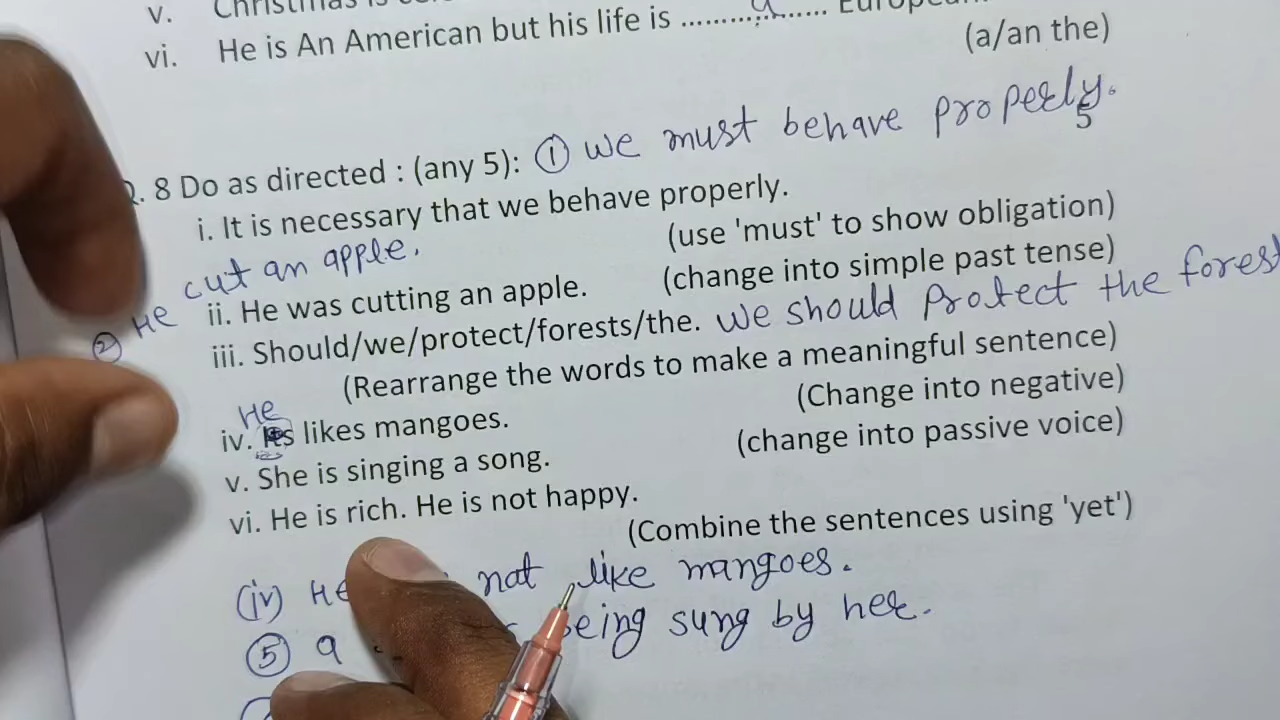 v. Christmas is
vi. He is An American but his life is ........a........ European
(a/an the)
. 8 Do as directed : (any 5): ① we must behave properly.
5
i. It is necessary that we behave properly.
(use 'must' to show obligation)
② He cut an apple.
ii. He was cutting an apple. (change into simple past tense)
iii. Should/we/protect/forests/the. we should protect the forest
(Rearrange the words to make a meaningful sentence)
He
iv. likes mangoes. (Change into negative)
v. She is singing a song. (change into passive voice)
vi. He is rich. He is not happy.
(Combine the sentences using 'yet')
(iv) He not like mangoes.
⑤ a being sung by her.